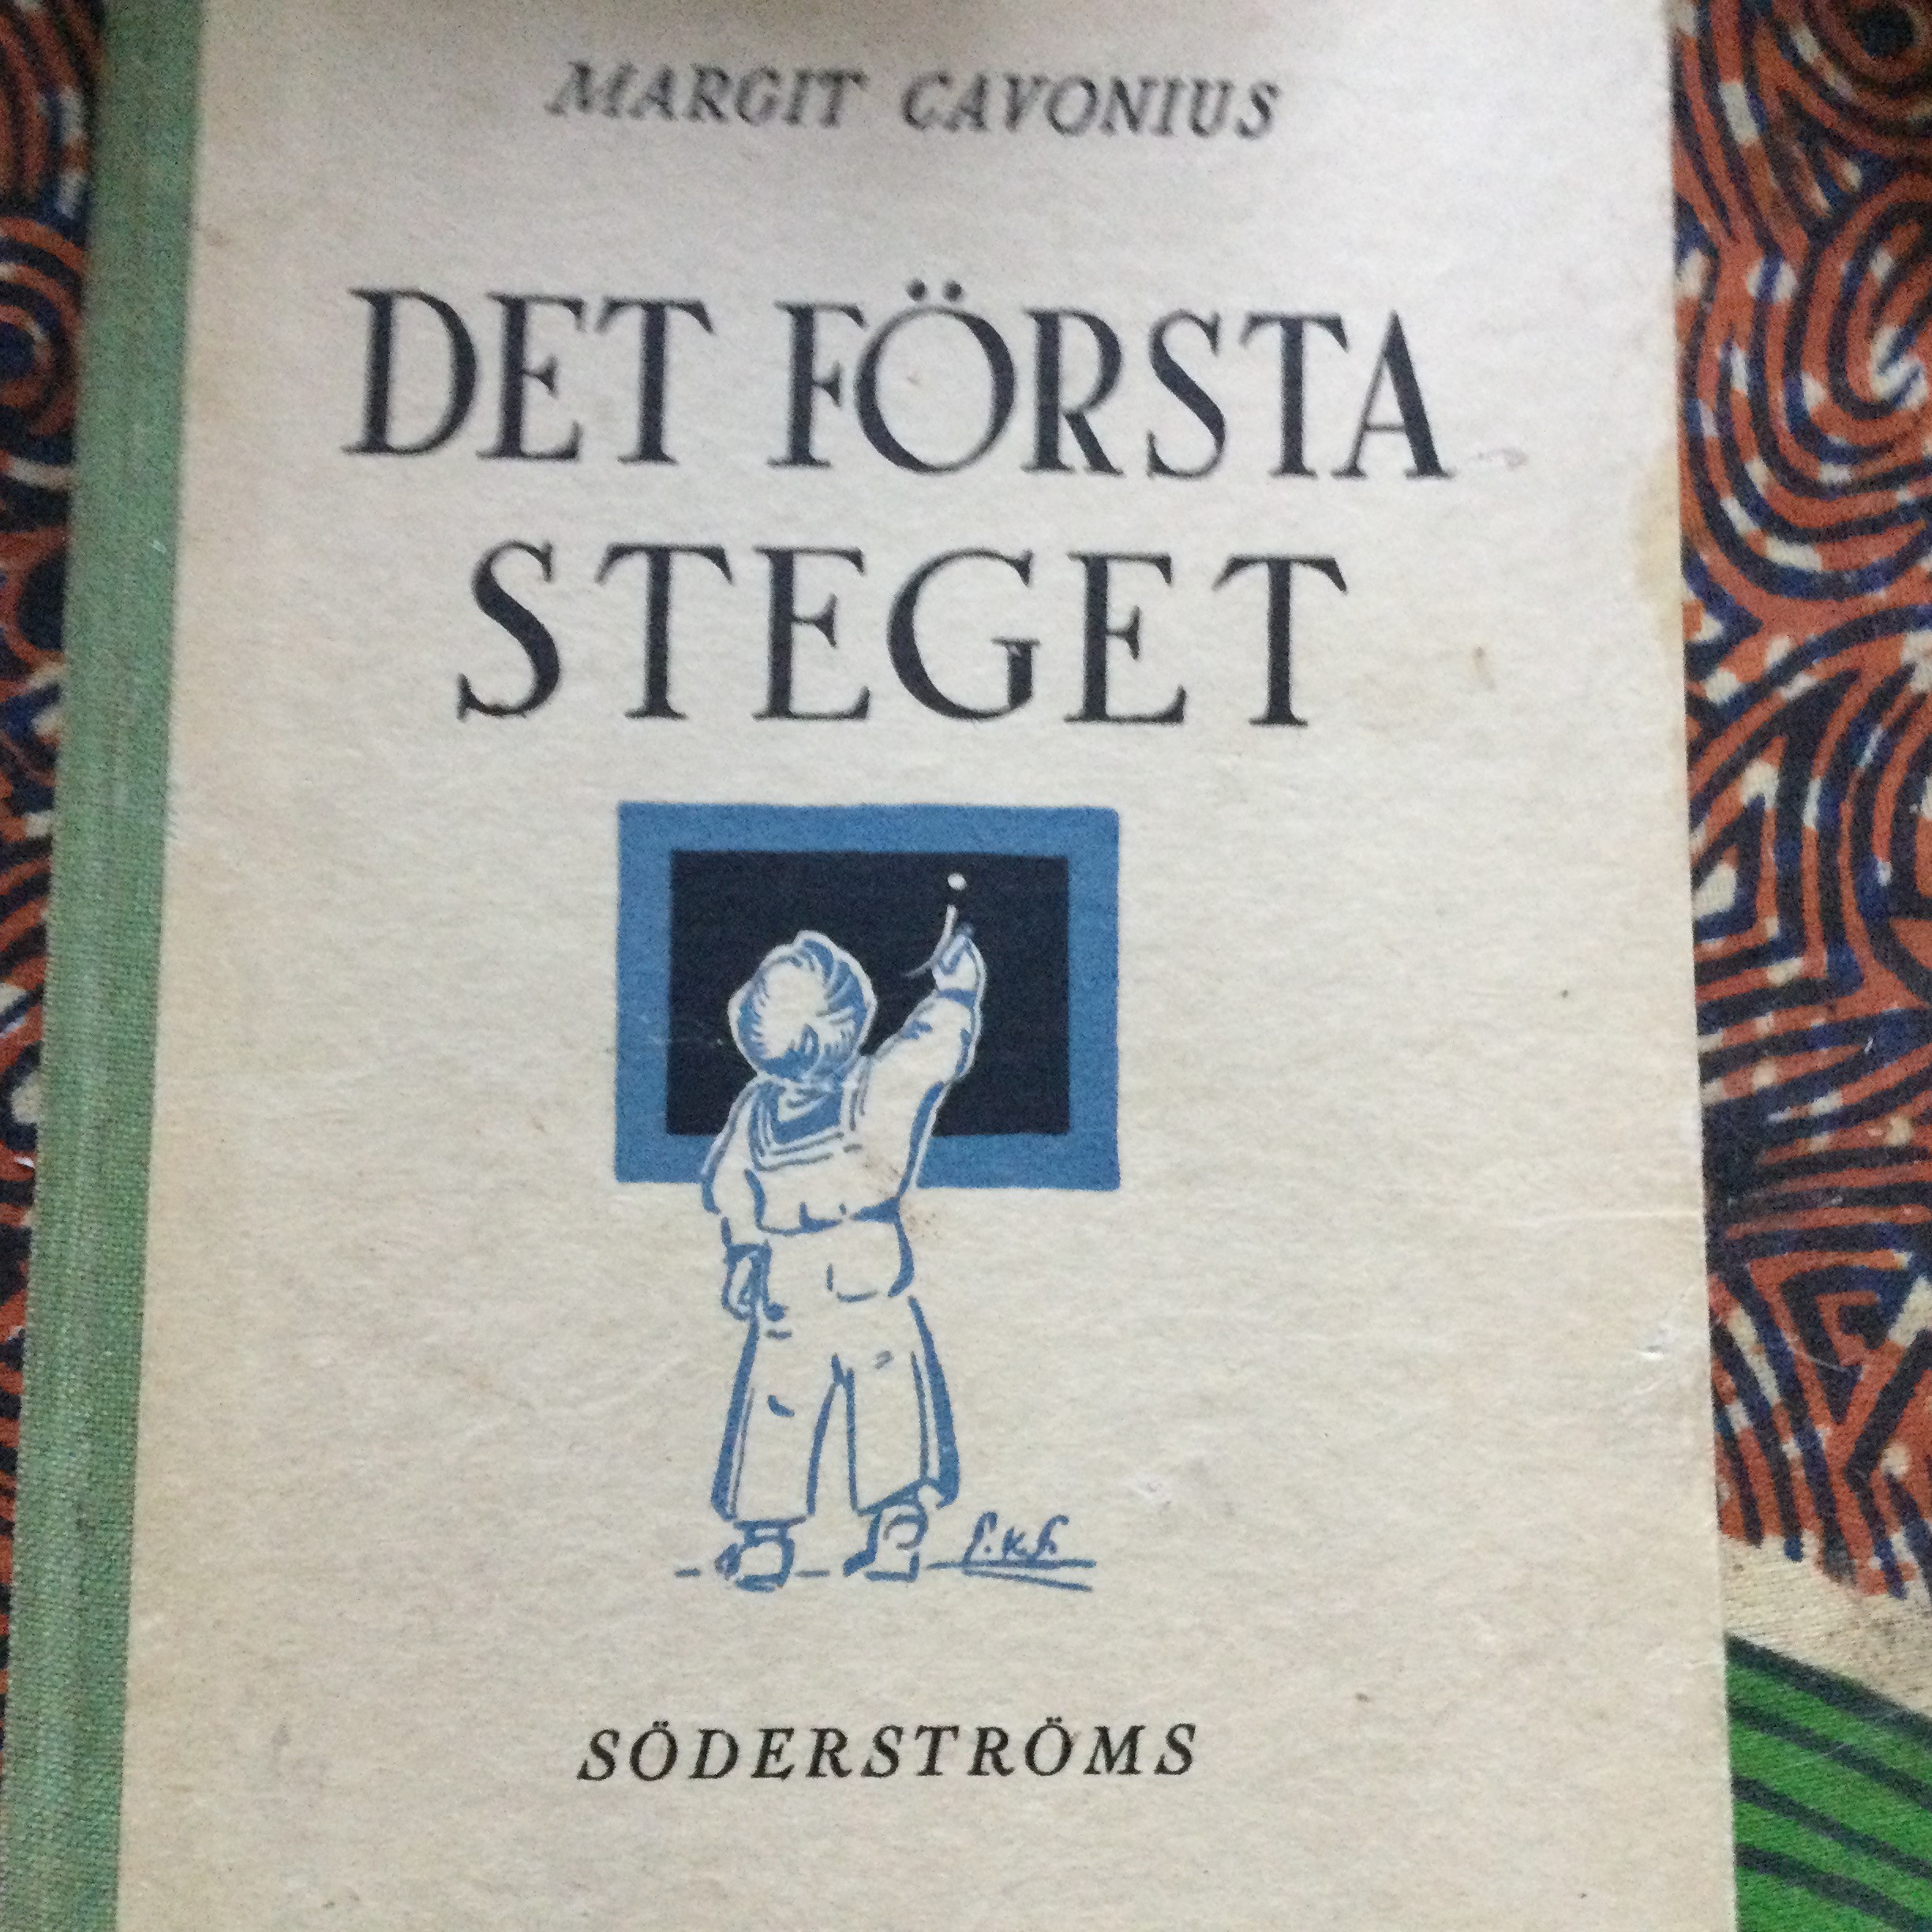 MARGIT CAVONIUS
DET FÖRSTA
STEGET
SÖDERSTRÖMS